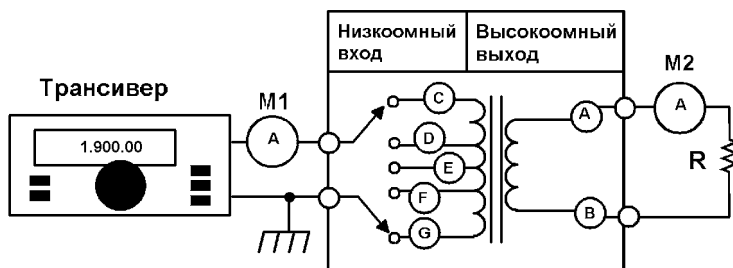 Низкоомный
вход
Высокоомный
выход
Трансивер
M1
M2
1.900.00
A
C
D
E
F
G
A
B
A
R